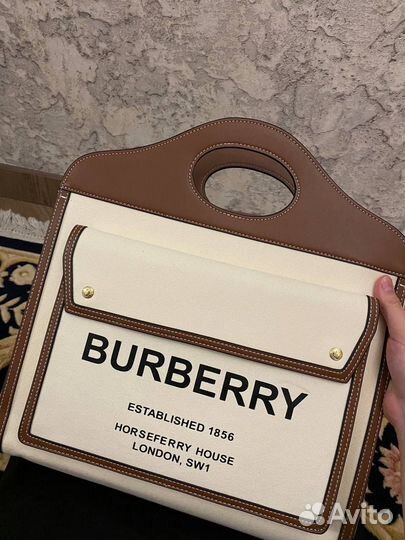 BURBERRY
ESTABLISHED 1856
HORSEFERRY HOUSE
LONDON, SW1
Avito